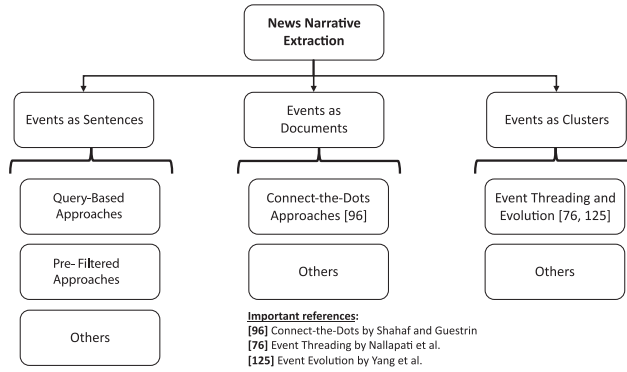 News Narrative
Extraction
Events as Sentences
Events as
Documents
Events as Clusters
Query-Based
Approaches
Connect-the-Dots
Approaches [96]
Event Threading and
Evolution [76, 125]
Pre-Filtered
Approaches
Others
Others
Others
Important references:
[96] Connect-the-Dots by Shahaf and Guestrin
[76] Event Threading by Nallapati et al.
[125] Event Evolution by Yang et al.